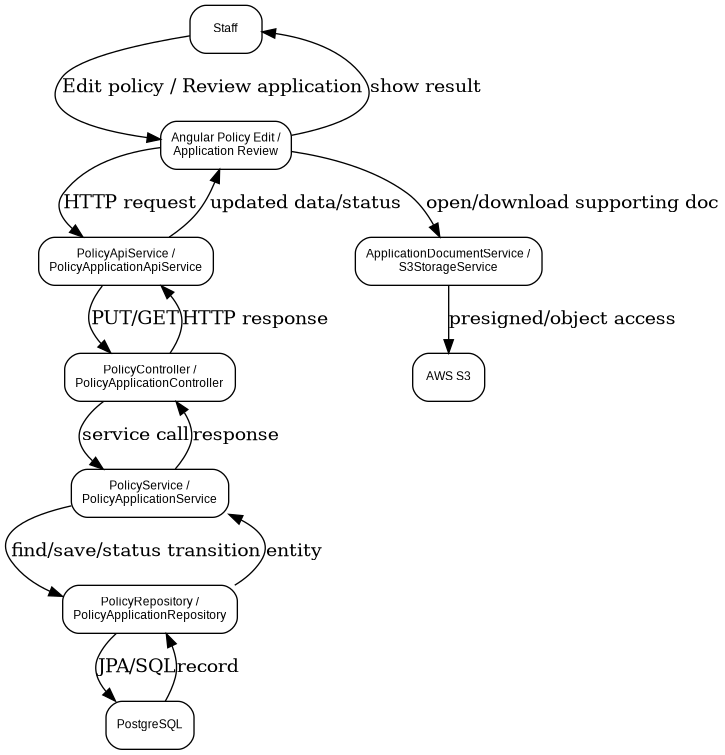 Staff
Edit policy / Review application
show result
Angular Policy Edit /
Application Review
HTTP request
updated data/status
open/download supporting doc
PolicyApiService /
PolicyApplicationApiService
ApplicationDocumentService /
S3StorageService
PUT/GET
HTTP response
presigned/object access
PolicyController /
PolicyApplicationController
AWS S3
service call
response
PolicyService /
PolicyApplicationService
find/save/status transition
entity
PolicyRepository /
PolicyApplicationRepository
JPA/SQL
record
PostgreSQL